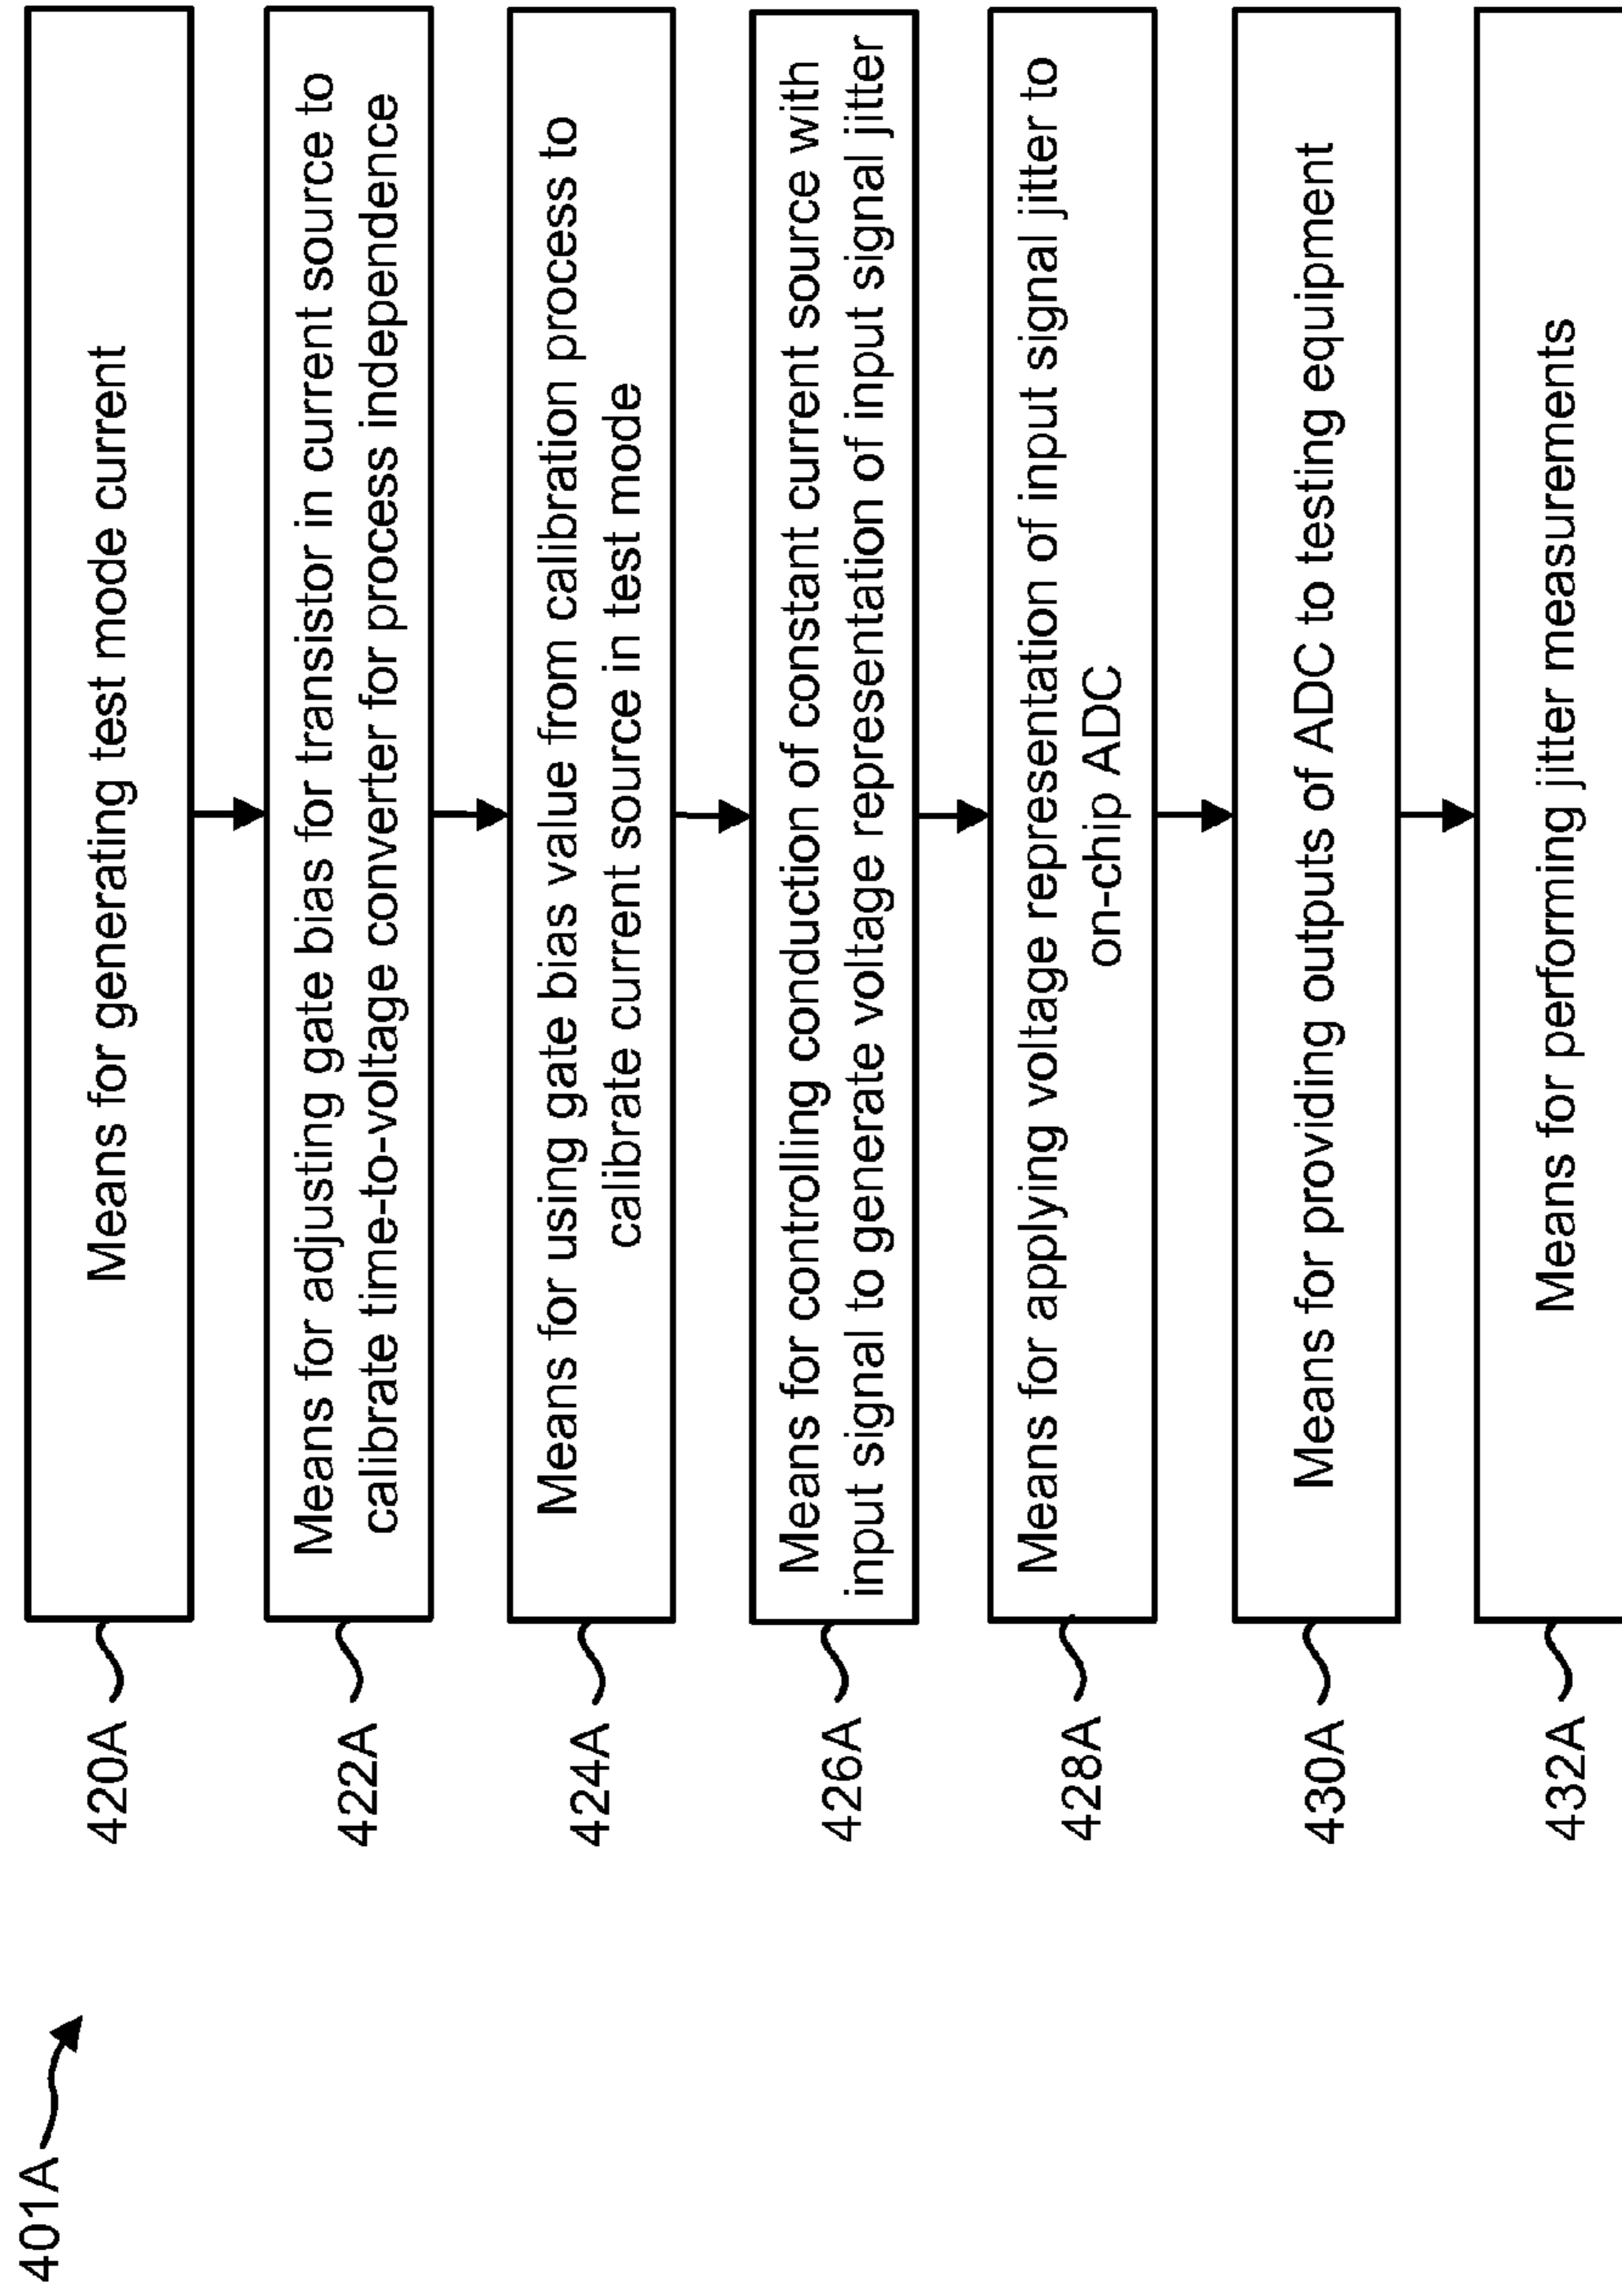 401A
420A
Means for generating test mode current
422A
Means for adjusting gate bias for transistor in current source to
calibrate time-to-voltage converter for process independence
424A
Means for using gate bias value from calibration process to
calibrate current source in test mode
426A
Means for controlling conduction of constant current source with
input signal to generate voltage representation of input signal jitter
428A
Means for applying voltage representation of input signal jitter to
on-chip ADC
430A
Means for providing outputs of ADC to testing equipment
432A
Means for performing jitter measurements